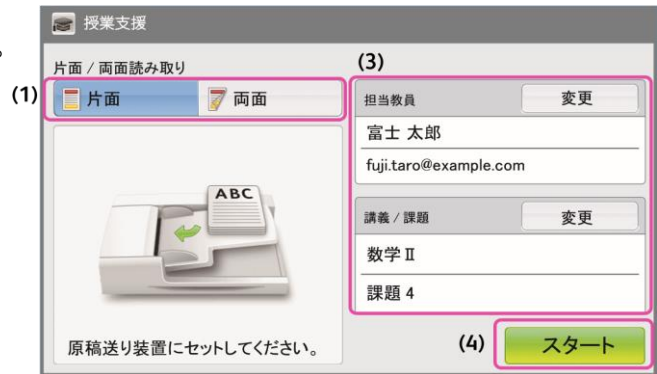 授業支援
。
片面 / 両面読み取り
(1)
片面
両面
ABC
原稿送り装置にセットしてください。
(3)
担当教員
変更
富士 太郎
fuji.taro@example.com
講義 / 課題
変更
数学 Ⅱ
課題 4
(4)
スタート